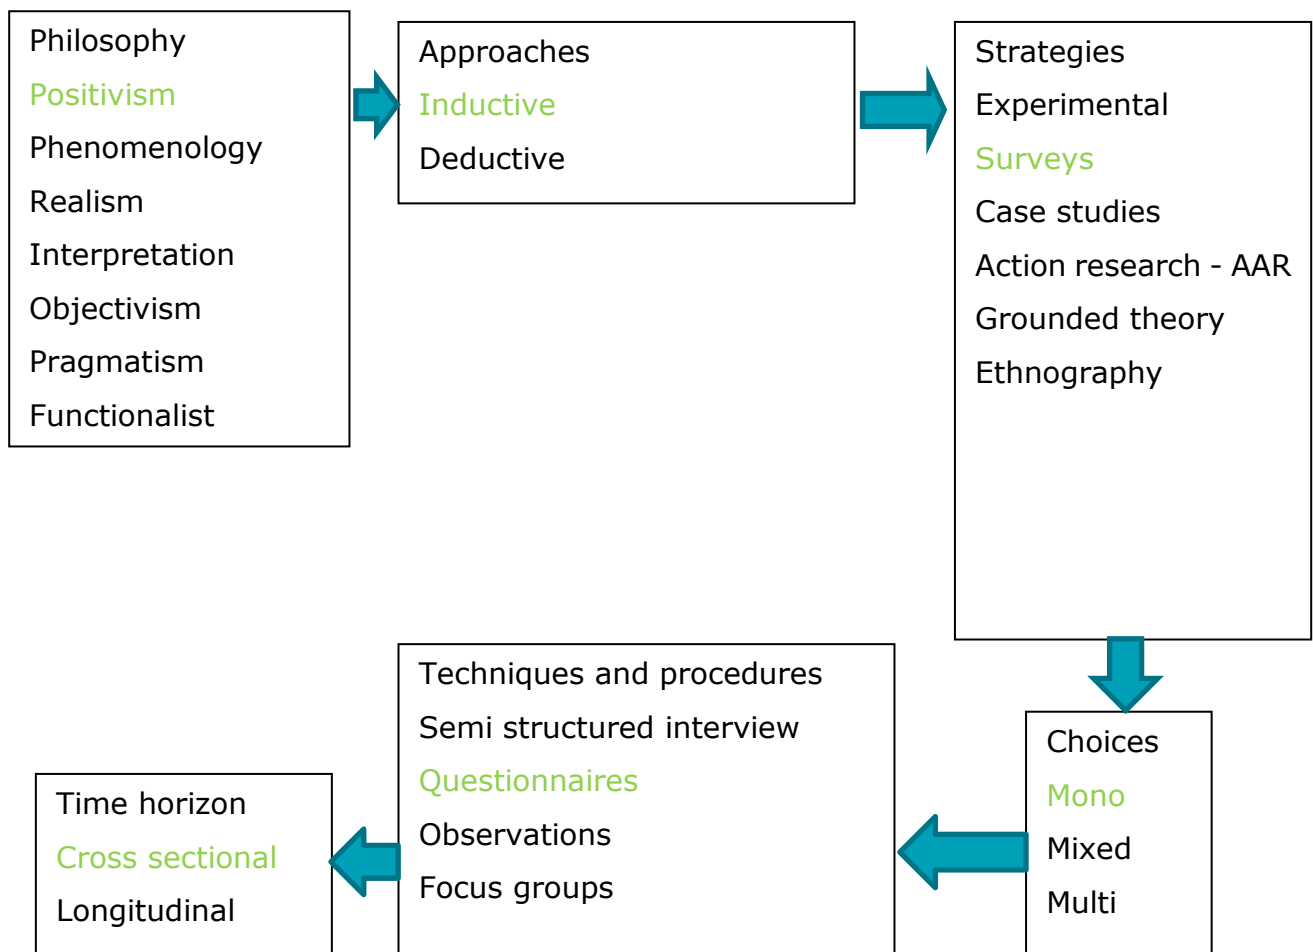 Philosophy
Positivism
Phenomenology
Realism
Interpretation
Objectivism
Pragmatism
Functionalist
Approaches
Inductive
Deductive
Strategies
Experimental
Surveys
Case studies
Action research - AAR
Grounded theory
Ethnography
Choices
Mono
Mixed
Multi
Techniques and procedures
Semi structured interview
Questionnaires
Observations
Focus groups
Time horizon
Cross sectional
Longitudinal